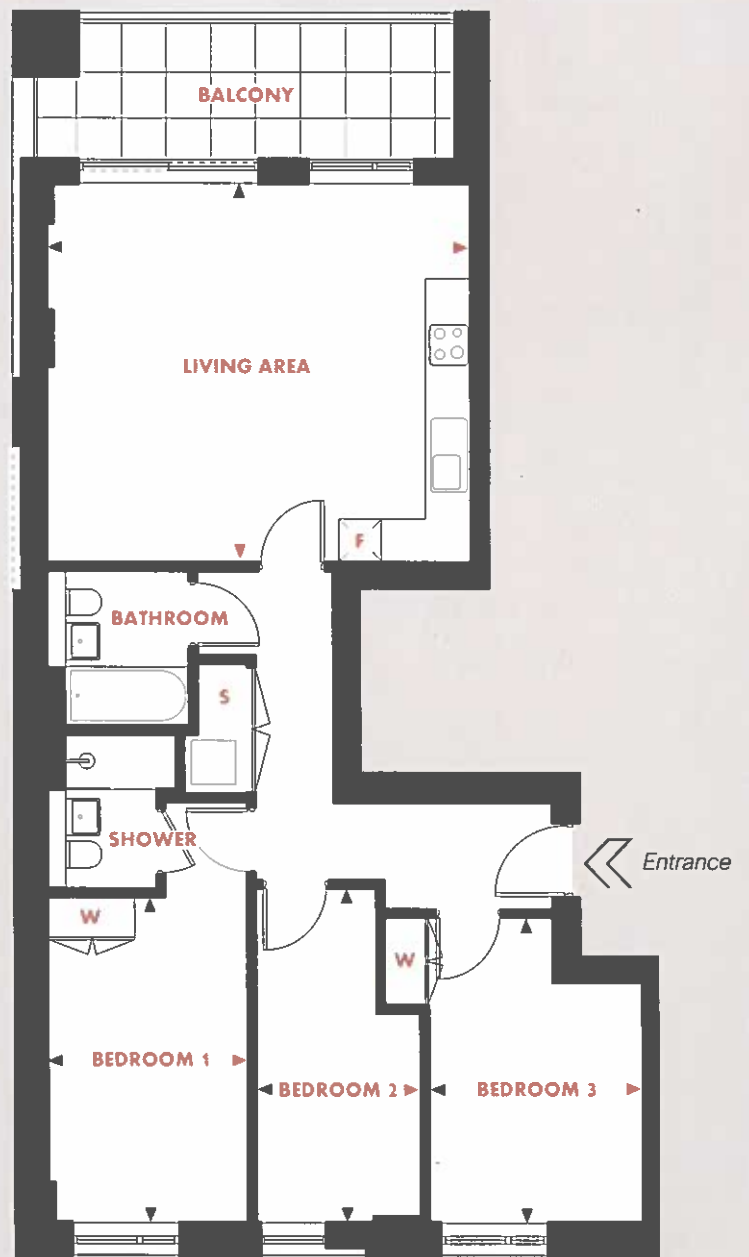 BALCONY
LIVING AREA
F
BATHROOM
S
SHOWER
Entrance
W
W
BEDROOM 1
BEDROOM 2
BEDROOM 3